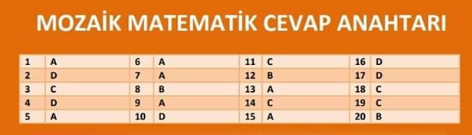 MOZAİK MATEMATİK CEVAP ANAHTARI
1 A 6 A 11 C 16 D
2 D 7 A 12 B 17 D
3 C 8 B 13 A 18 C
4 D 9 A 14 C 19 C
5 A 10 D 15 A 20 B